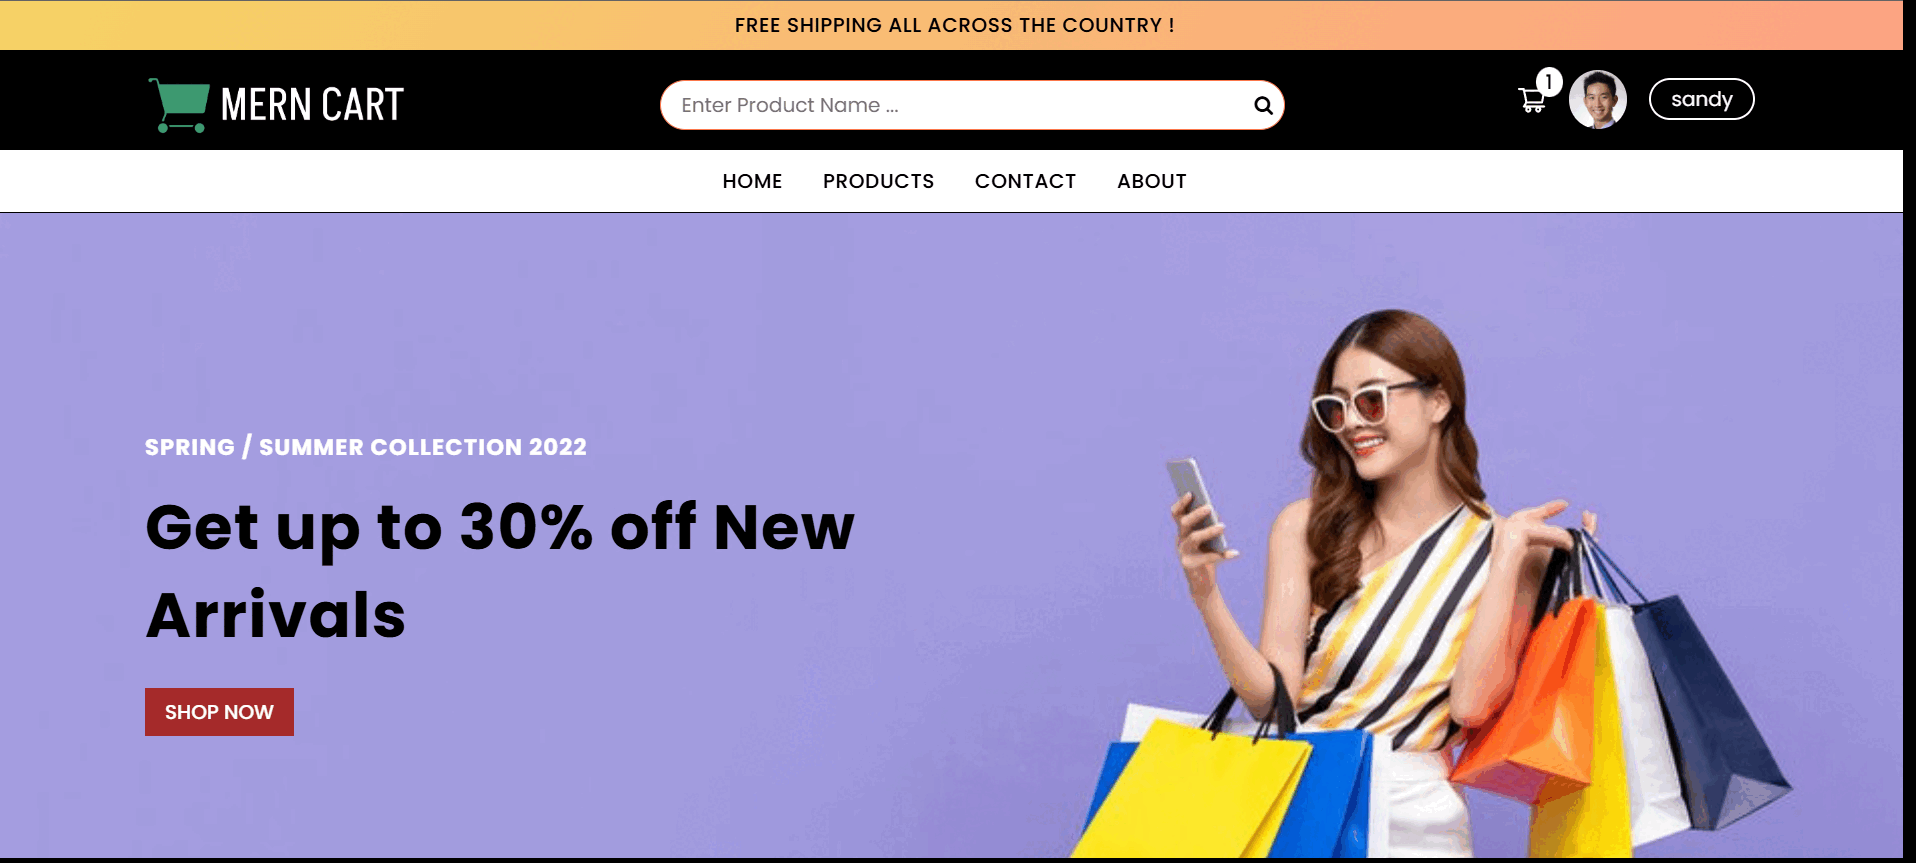 FREE SHIPPING ALL ACROSS THE COUNTRY !
MERN CART
Enter Product Name ...
1
sandy
HOME PRODUCTS CONTACT ABOUT
SPRING / SUMMER COLLECTION 2022
Get up to 30% off New
Arrivals
SHOP NOW